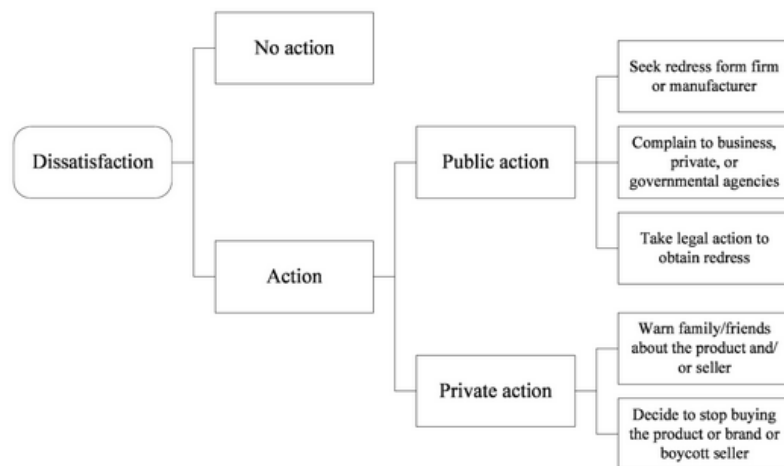 No action
Dissatisfaction
Action
Public action
Private action
Seek redress form firm
or manufacturer
Complain to business,
private, or
governmental agencies
Take legal action to
obtain redress
Warn family/friends
about the product and/
or seller
Decide to stop buying
the product or brand or
boycott seller